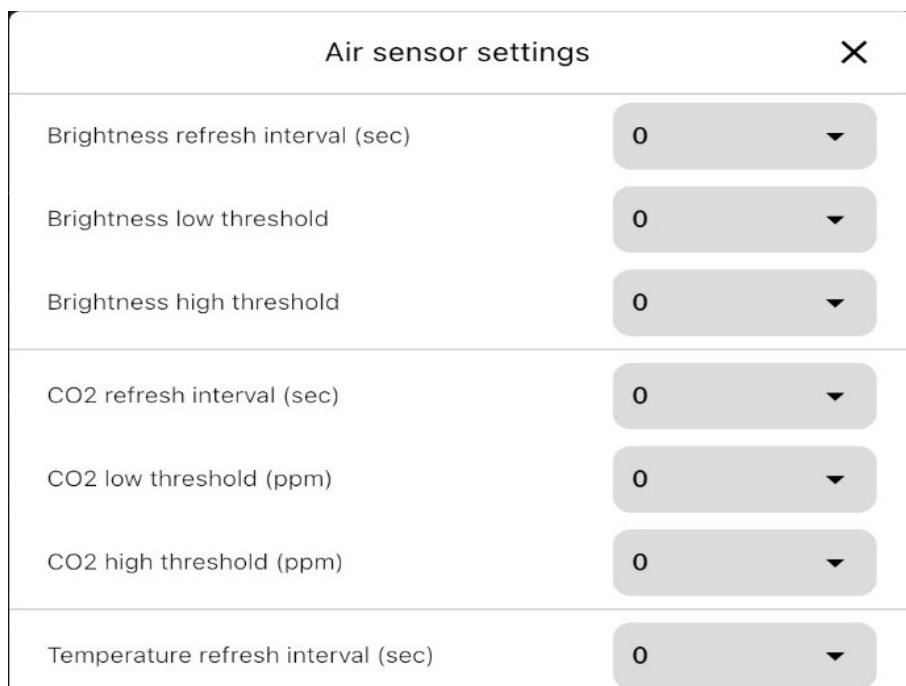 Air sensor settings
Brightness refresh interval (sec) 0
Brightness low threshold 0
Brightness high threshold 0
CO2 refresh interval (sec) 0
CO2 low threshold (ppm) 0
CO2 high threshold (ppm) 0
Temperature refresh interval (sec) 0